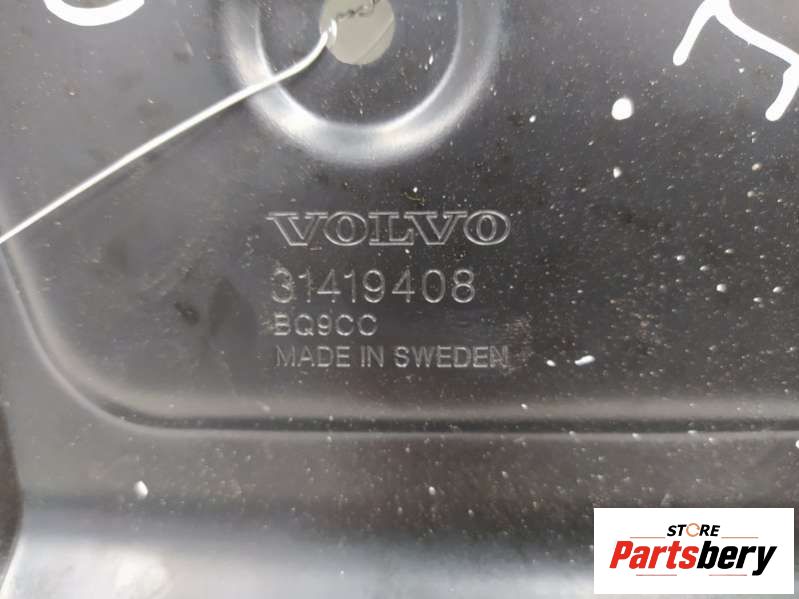 VOLVO
31419408
BQ9CC
MADE IN SWEDEN
STORE
Partsbery